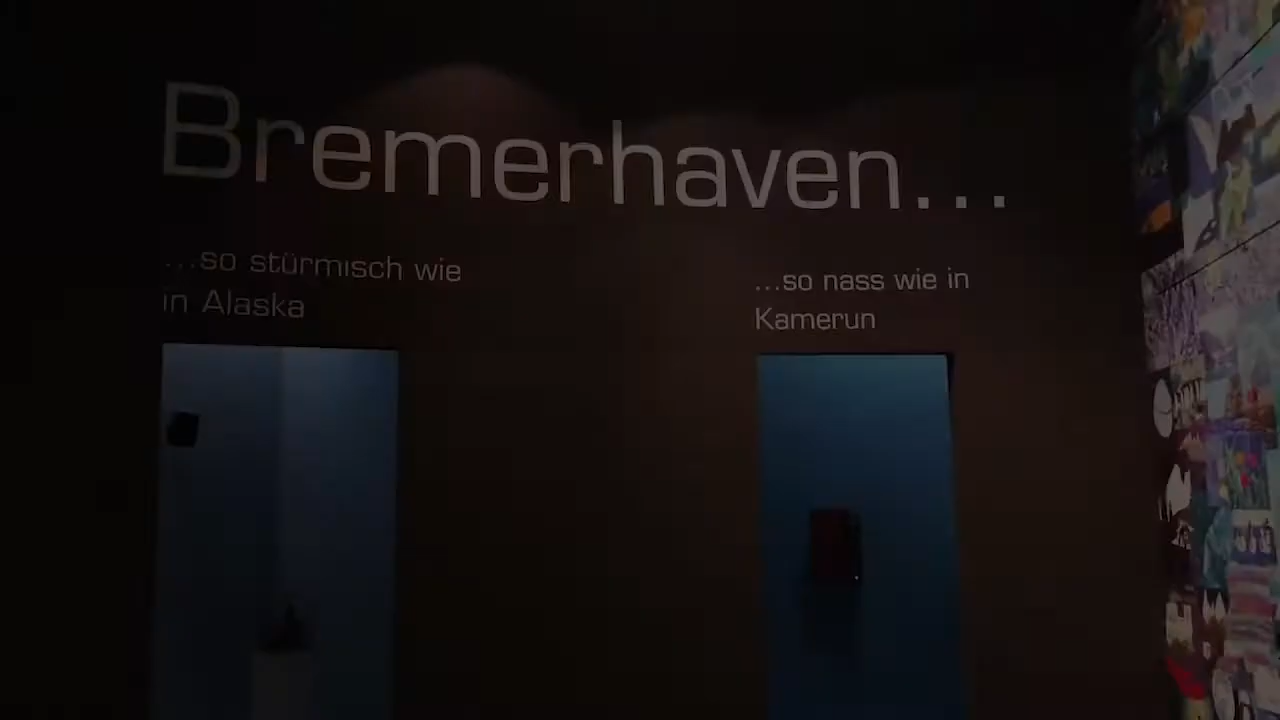 Bremerhaven...
...so stürmisch wie
in Alaska
...so nass wie in
Kamerun